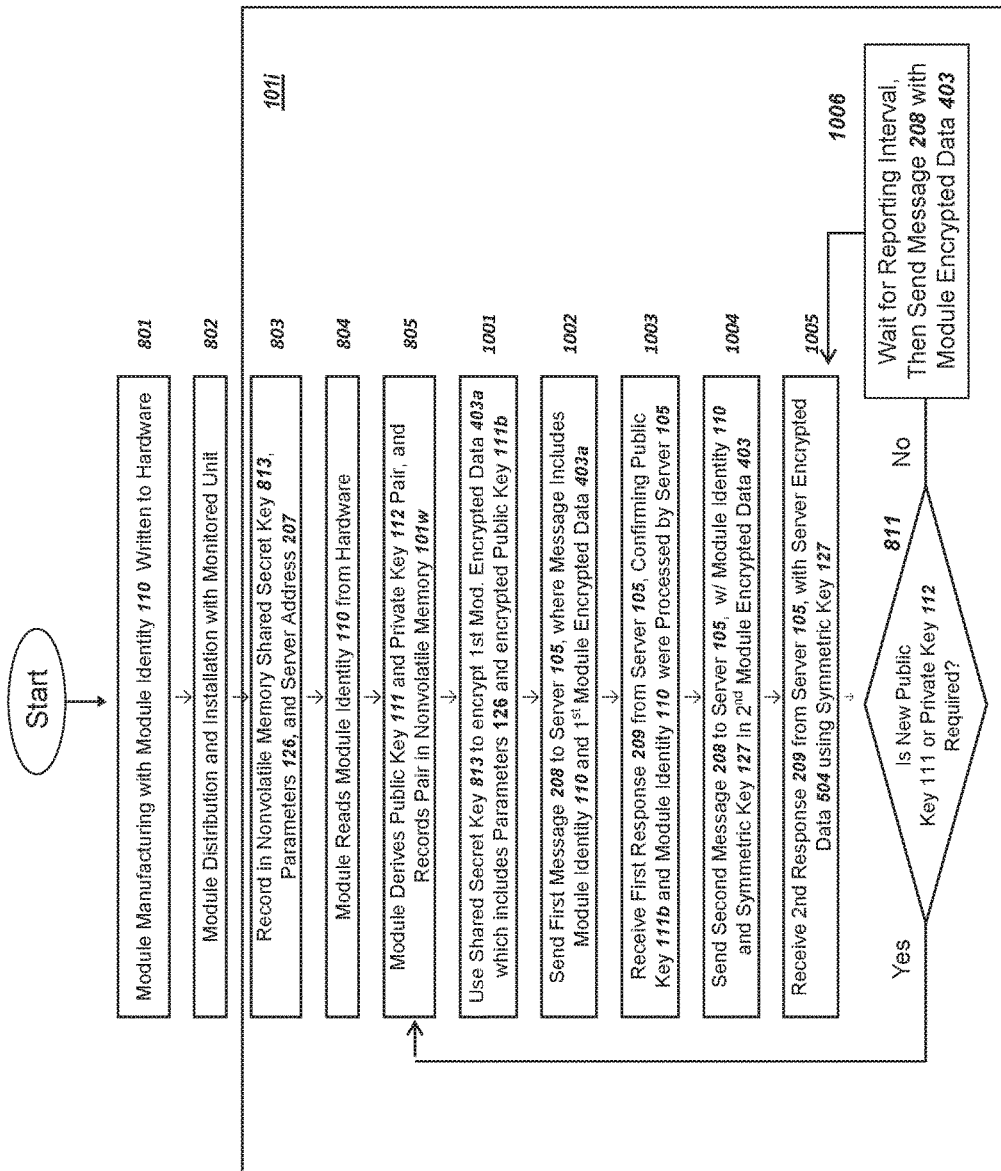 Start
101i
Module Manufacturing with Module Identity 110 Written to Hardware
801
Module Distribution and Installation with Monitored Unit
802
Record in Nonvolatile Memory Shared Secret Key 813,
Parameters 126, and Server Address 207
803
Module Reads Module Identity 110 from Hardware
804
Module Derives Public Key 111 and Private Key 112 Pair, and
Records Pair in Nonvolatile Memory 101w
805
Use Shared Secret Key 813 to encrypt 1st Mod. Encrypted Data 403a
which includes Parameters 126 and encrypted Public Key 111b
1001
Send First Message 208 to Server 105, where Message Includes
Module Identity 110 and 1st Module Encrypted Data 403a
1002
Receive First Response 209 from Server 105, Confirming Public
Key 111b and Module Identity 110 were Processed by Server 105
1003
Send Second Message 208 to Server 105, w/ Module Identity 110
and Symmetric Key 127 in 2nd Module Encrypted Data 403
1004
Receive 2nd Response 209 from Server 105, with Server Encrypted
Data 504 using Symmetric Key 127
1005
Is New Public
Key 111 or Private Key 112
Required?
811
Yes
No
Wait for Reporting Interval,
Then Send Message 208 with
Module Encrypted Data 403
1006